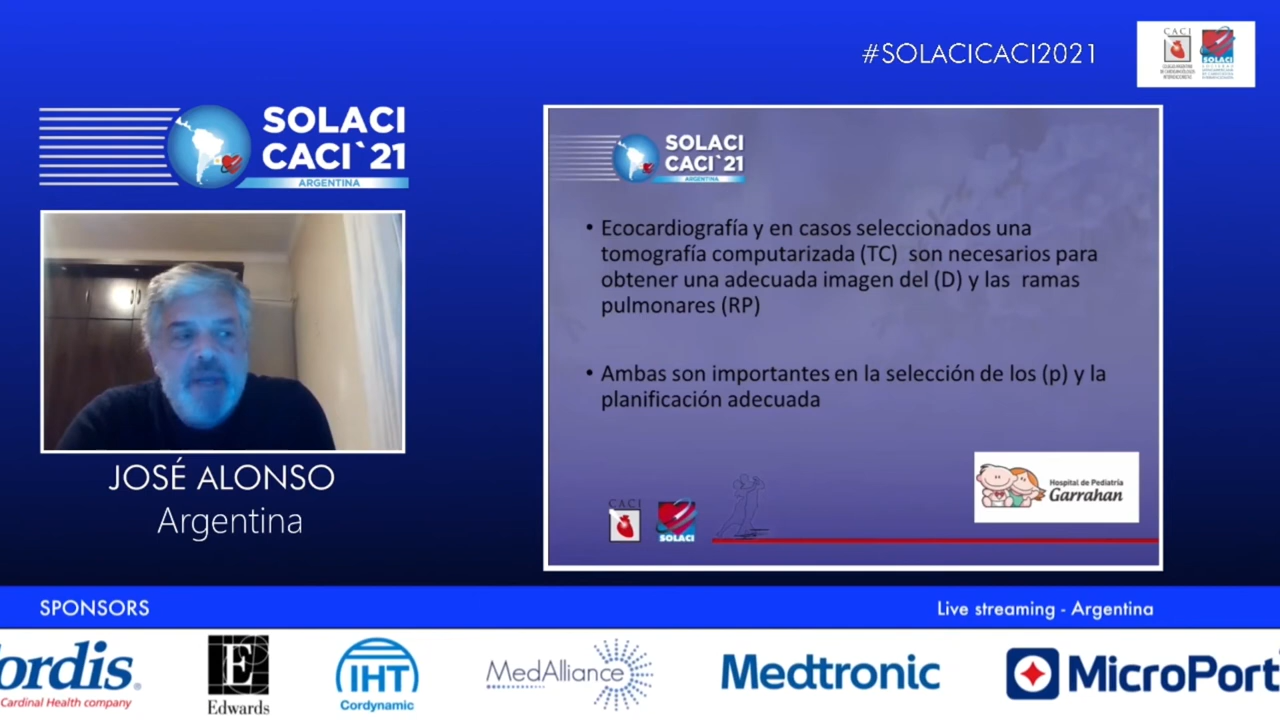 #SOLACICACI2021
CACI
SOLACI
SOLACI
CACI`21
ARGENTINA
SOLACI
CACI`21
ARGENTINA
• Ecocardiografía y en casos seleccionados una
tomografía computarizada (TC) son necesarios para
obtener una adecuada imagen del (D) y las ramas
pulmonares (RP)
• Ambas son importantes en la selección de los (p) y la
planificación adecuada
Hospital de Pediatría
Garrahan
CACI
SOLACI
JOSÉ ALONSO
Argentina
SPONSORS
Live streaming - Argentina
ordis
Cardinal Health company
E
Edwards
IHT
Cordynamic
MedAlliance
Medtronic
MicroPort